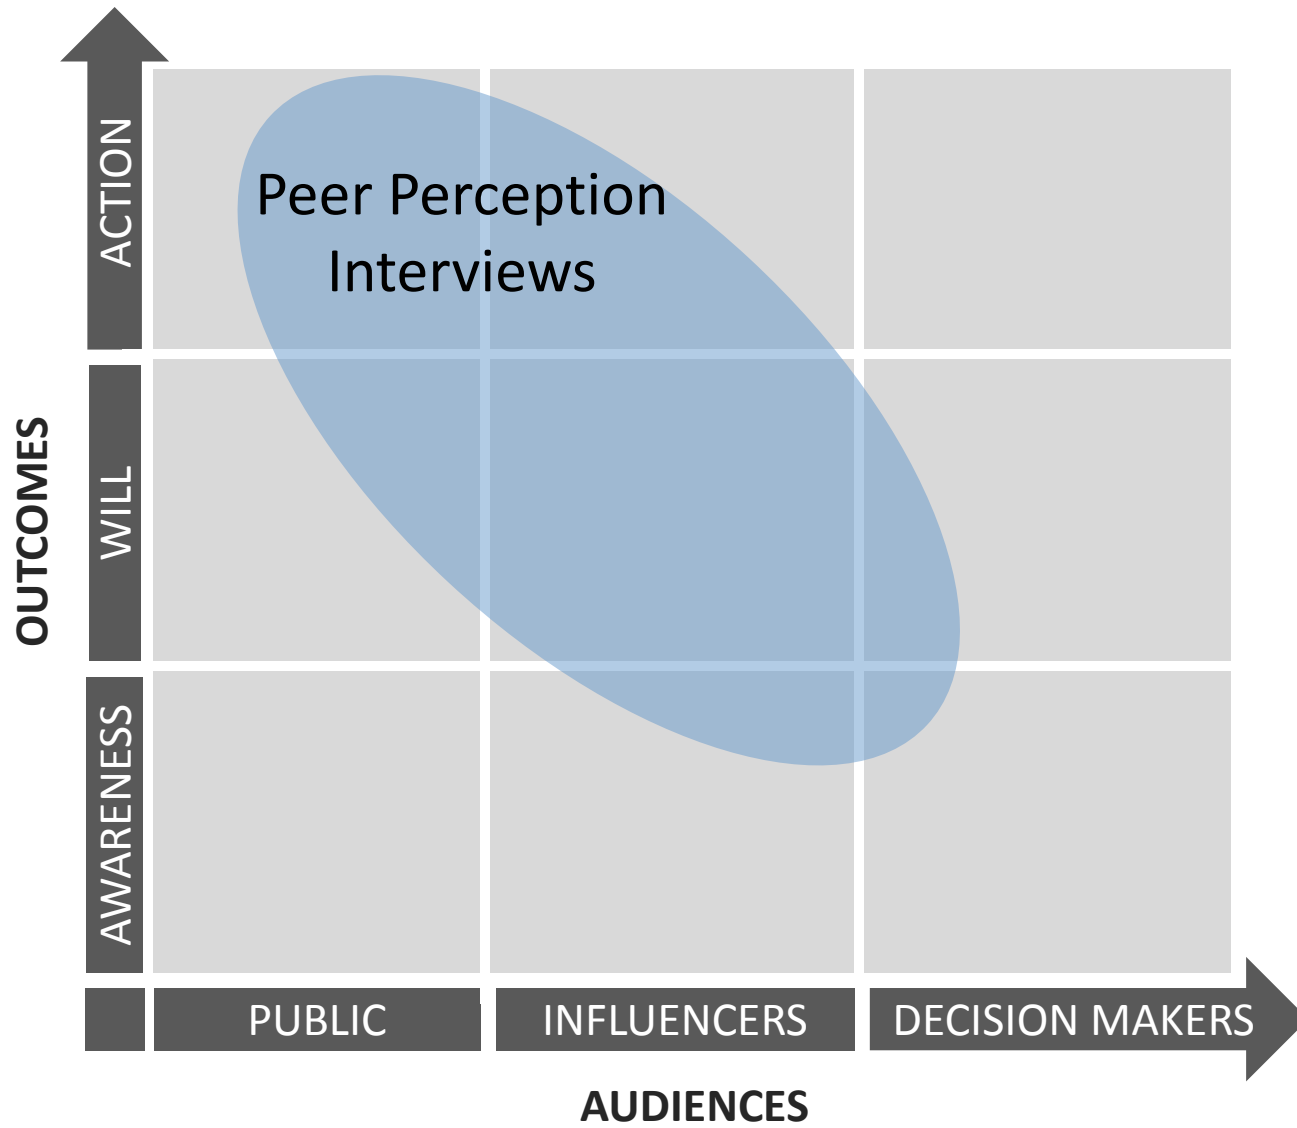 ACTION
Peer Perception
Interviews
WILL
OUTCOMES
AWARENESS
PUBLIC
INFLUENCERS
DECISION MAKERS
AUDIENCES